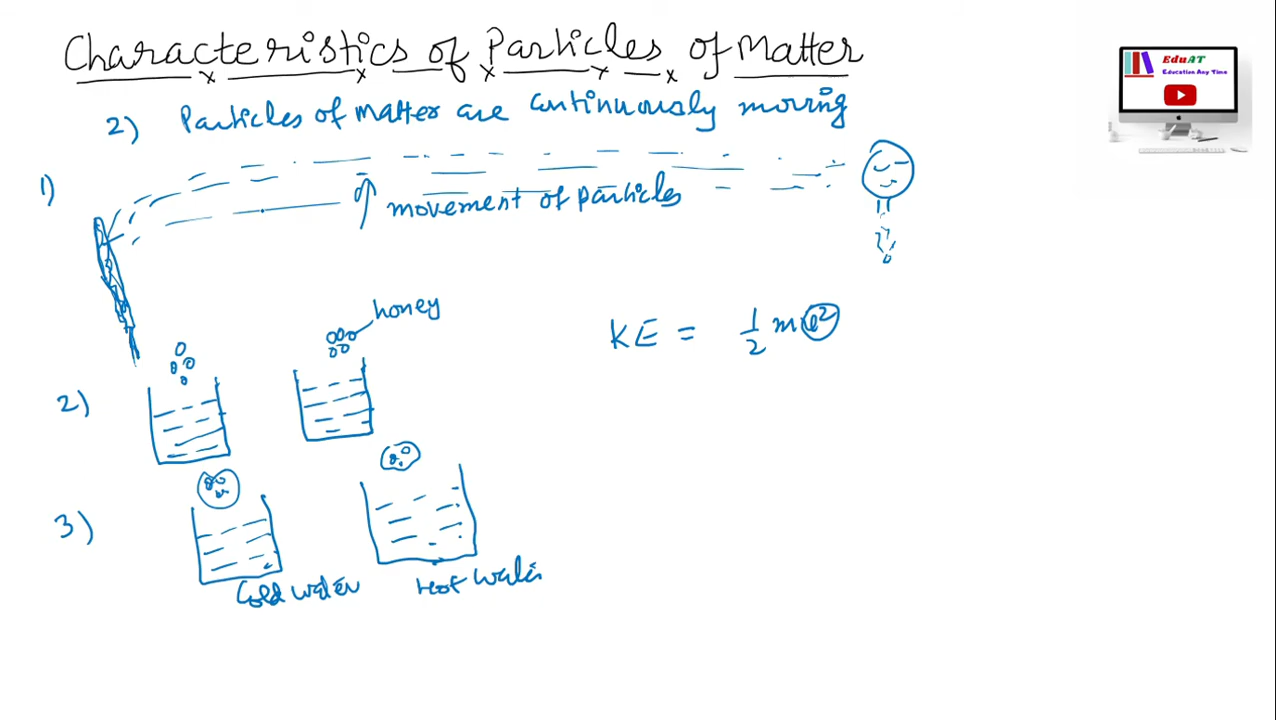 Characteristics of Particles of Matter
EduAT
Education Any Time
2) Particles of matter are continuously moving
1)
movement of particles
honey
KE = 1/2 mv²
2)
3)
Cold water
Hot water